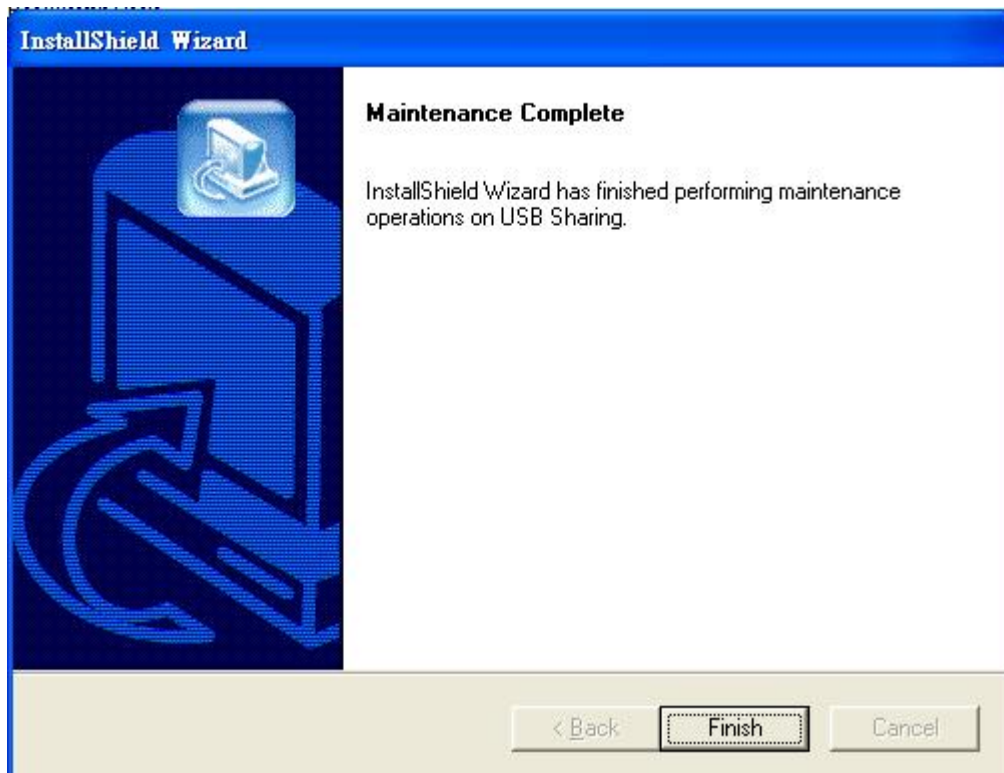 InstallShield Wizard
Maintenance Complete
InstallShield Wizard has finished performing maintenance
operations on USB Sharing.
< Back
Finish
Cancel